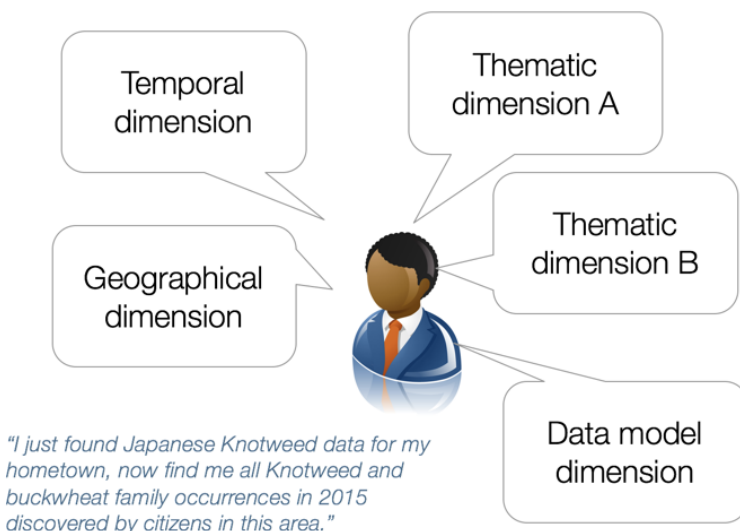 Temporal
dimension
Thematic
dimension A
Geographical
dimension
Thematic
dimension B
Data model
dimension
“I just found Japanese Knotweed data for my
hometown, now find me all Knotweed and
buckwheat family occurrences in 2015
discovered by citizens in this area.”